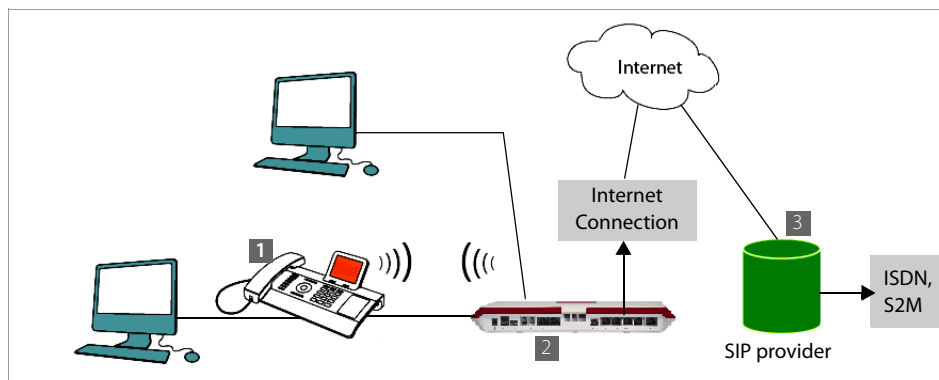 Internet
Internet
Connection
1
3
ISDN,
S2M
2
SIP provider